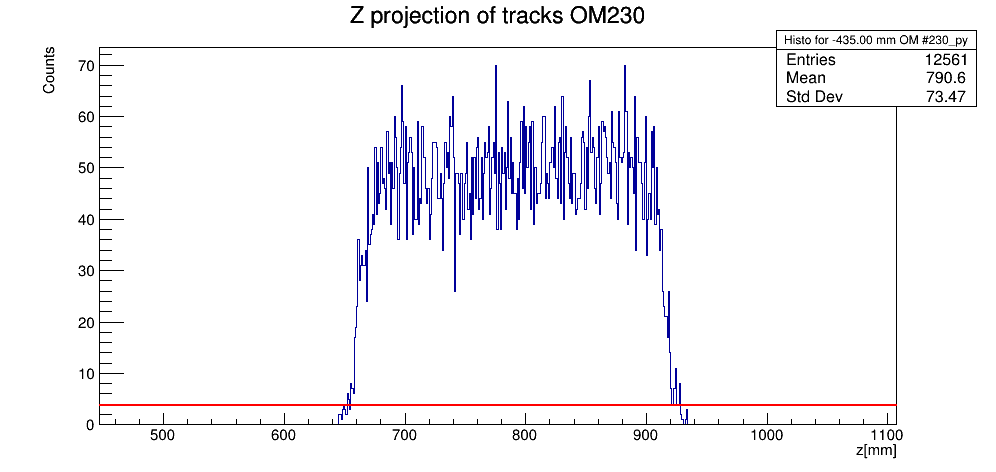 Z projection of tracks OM230
Histo for -435.00 mm OM #230_py
Entries 12561
Mean 790.6
Std Dev 73.47
Counts
70
60
50
40
30
20
10
0
500 600 700 800 900 1000 1100
z[mm]